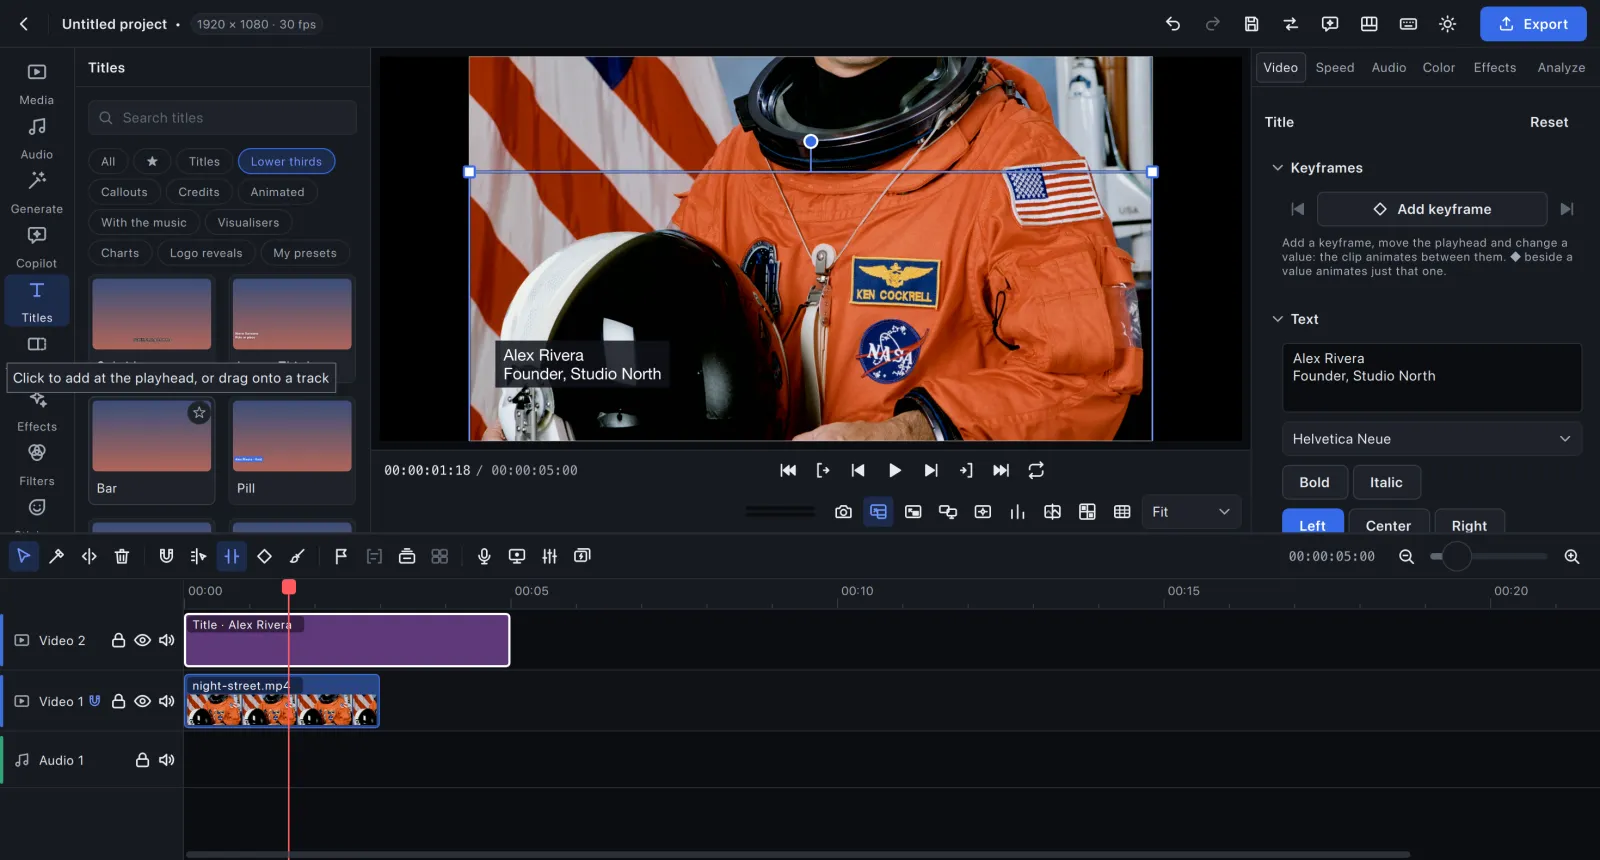 Untitled project •
1920 × 1080 · 30 fps
Export
Media
Audio
Generate
Copilot
Titles
Effects
Filters
Titles
Search titles
All
Titles
Lower thirds
Callouts
Credits
Animated
With the music
Visualisers
Charts
Logo reveals
My presets
Click to add at the playhead, or drag onto a track
Bar
Pill
USA
KEN COCKRELL
NASA
Alex Rivera
Founder, Studio North
00:00:01:18 / 00:00:05:00
Fit
Video
Speed
Audio
Color
Effects
Analyze
Title
Reset
Keyframes
Add keyframe
Add a keyframe, move the playhead and change a
value: the clip animates between them. ◆ beside a
value animates just that one.
Text
Alex Rivera
Founder, Studio North
Helvetica Neue
Bold
Italic
Left
Center
Right
00:00:05:00
00:00
00:05
00:10
00:15
00:20
Video 2
Title · Alex Rivera
Video 1
night-street.mp4
Audio 1